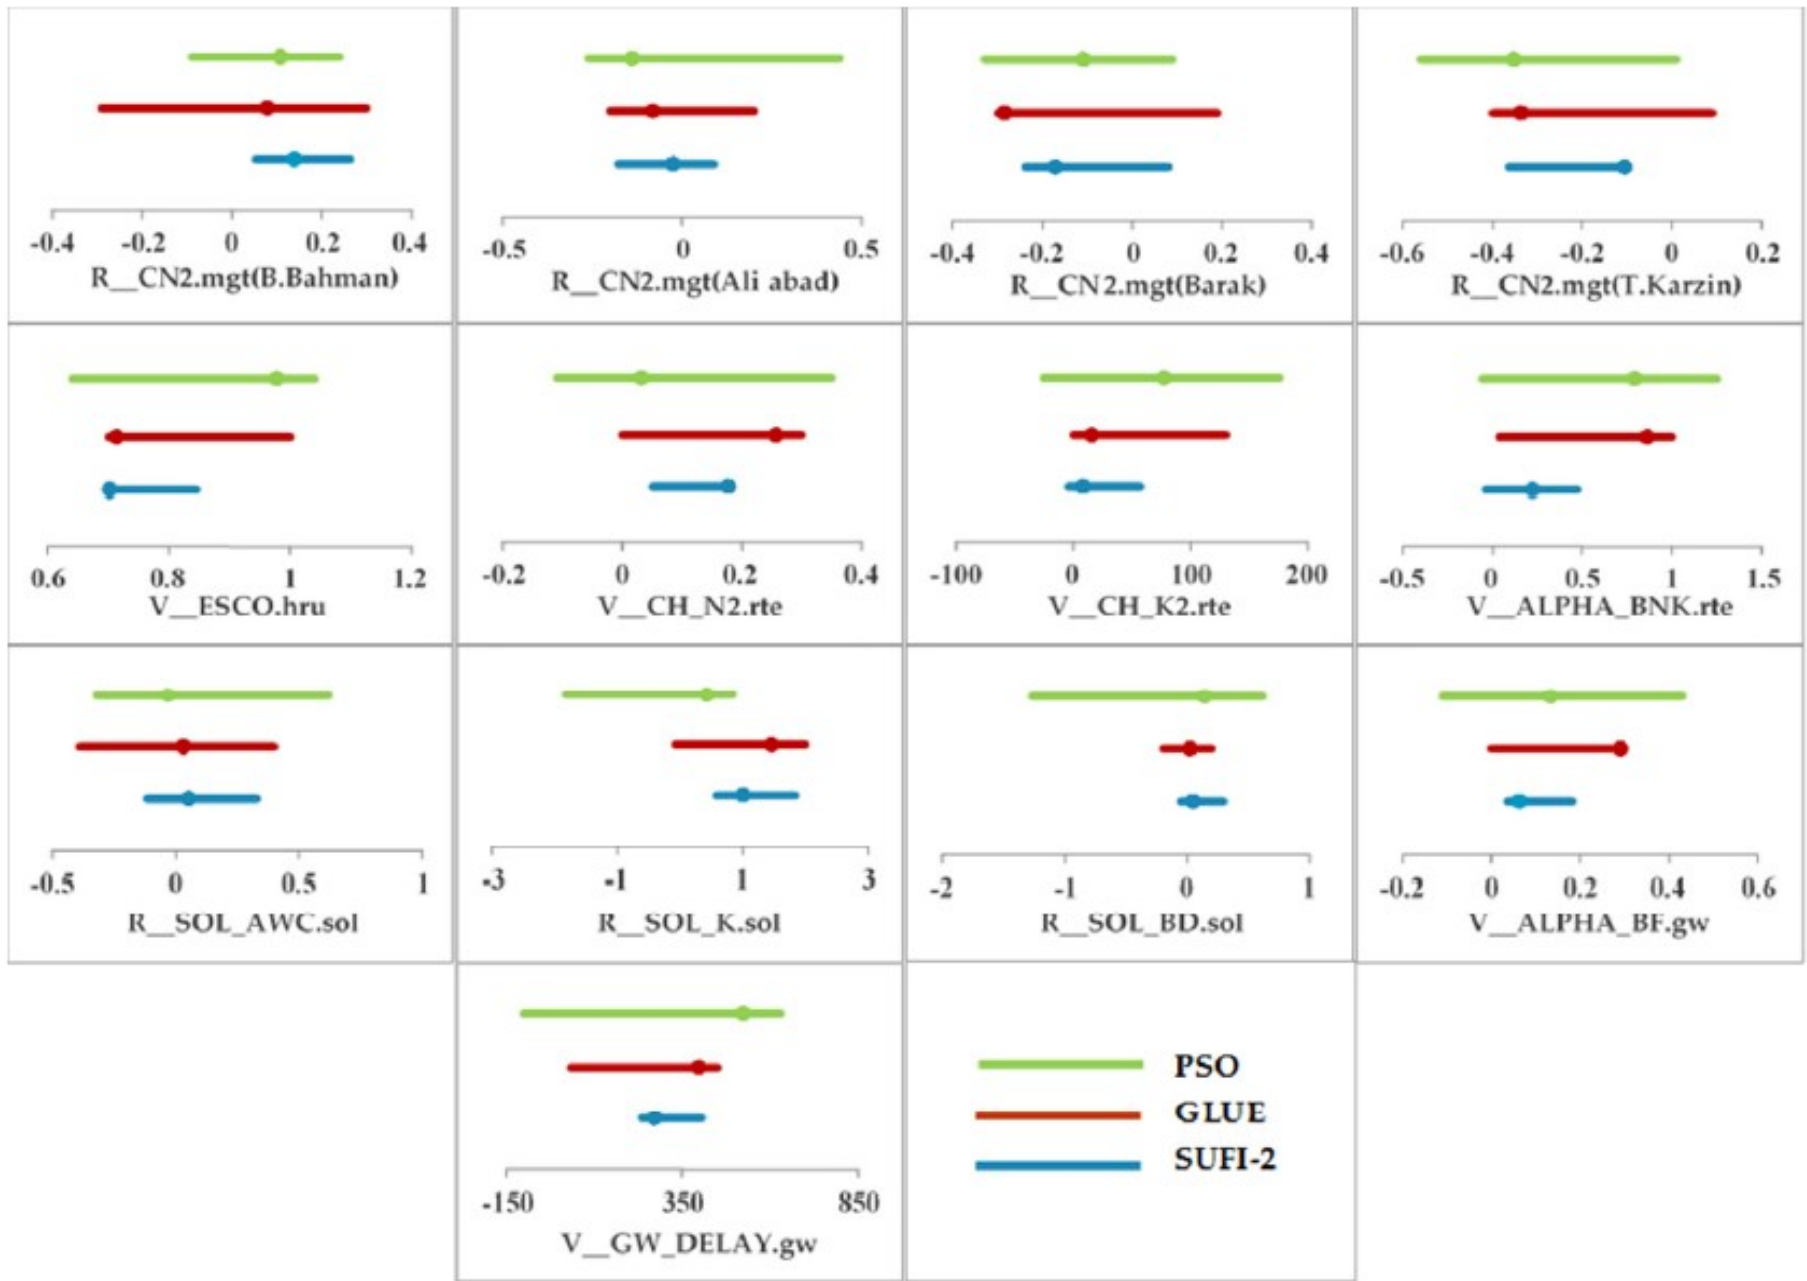 -0.4 -0.2 0 0.2 0.4
R__CN2.mgt(B.Bahman)
-0.5 0 0.5
R__CN2.mgt(Ali abad)
-0.4 -0.2 0 0.2 0.4
R__CN2.mgt(Barak)
-0.6 -0.4 -0.2 0 0.2
R__CN2.mgt(T.Karzin)
0.6 0.8 1 1.2
V__ESCO.hru
-0.2 0 0.2 0.4
V__CH_N2.rte
-100 0 100 200
V__CH_K2.rte
-0.5 0 0.5 1 1.5
V__ALPHA_BNK.rte
-0.5 0 0.5 1
R__SOL_AWC.sol
-3 -1 1 3
R__SOL_K.sol
-2 -1 0 1
R__SOL_BD.sol
-0.2 0 0.2 0.4 0.6
V__ALPHA_BF.gw
-150 350 850
V__GW_DELAY.gw
PSO
GLUE
SUFI-2